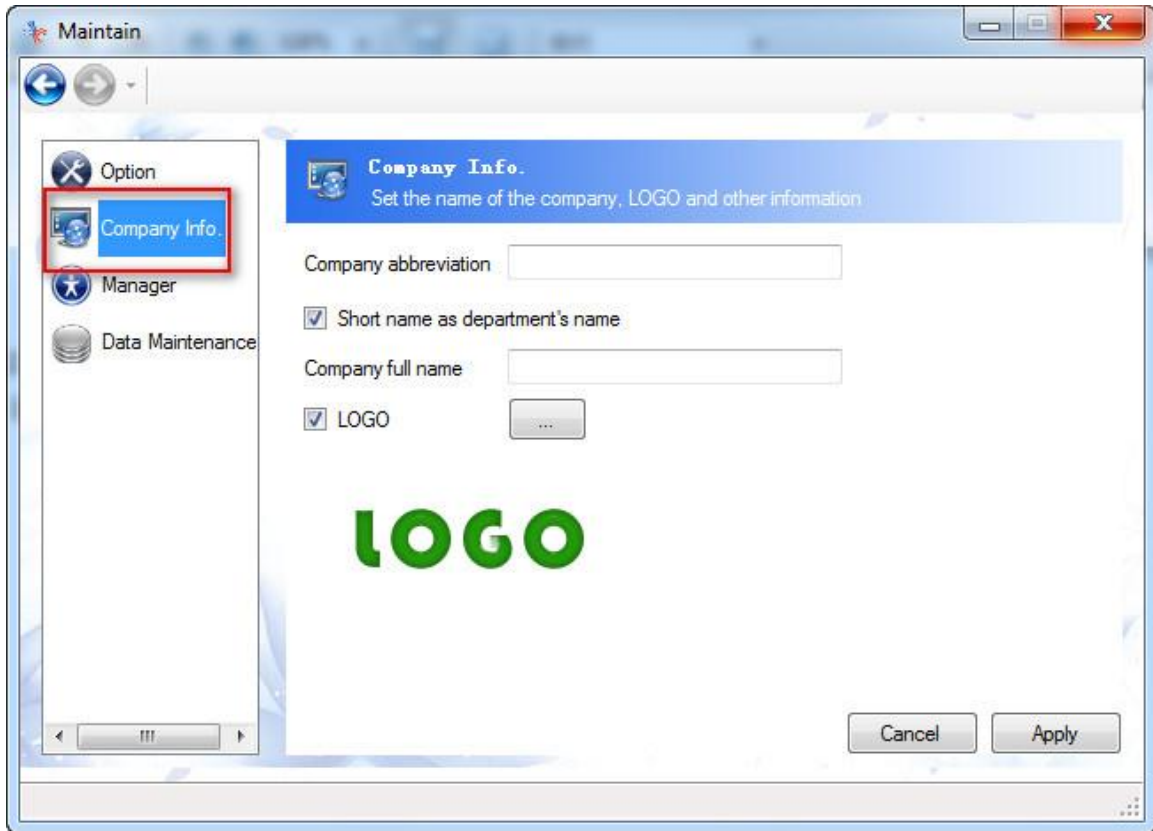 Maintain
Option
Company Info.
Manager
Data Maintenance
Company Info.
Set the name of the company, LOGO and other information
Company abbreviation
Short name as department's name
Company full name
LOGO
...
LOGO
Cancel
Apply